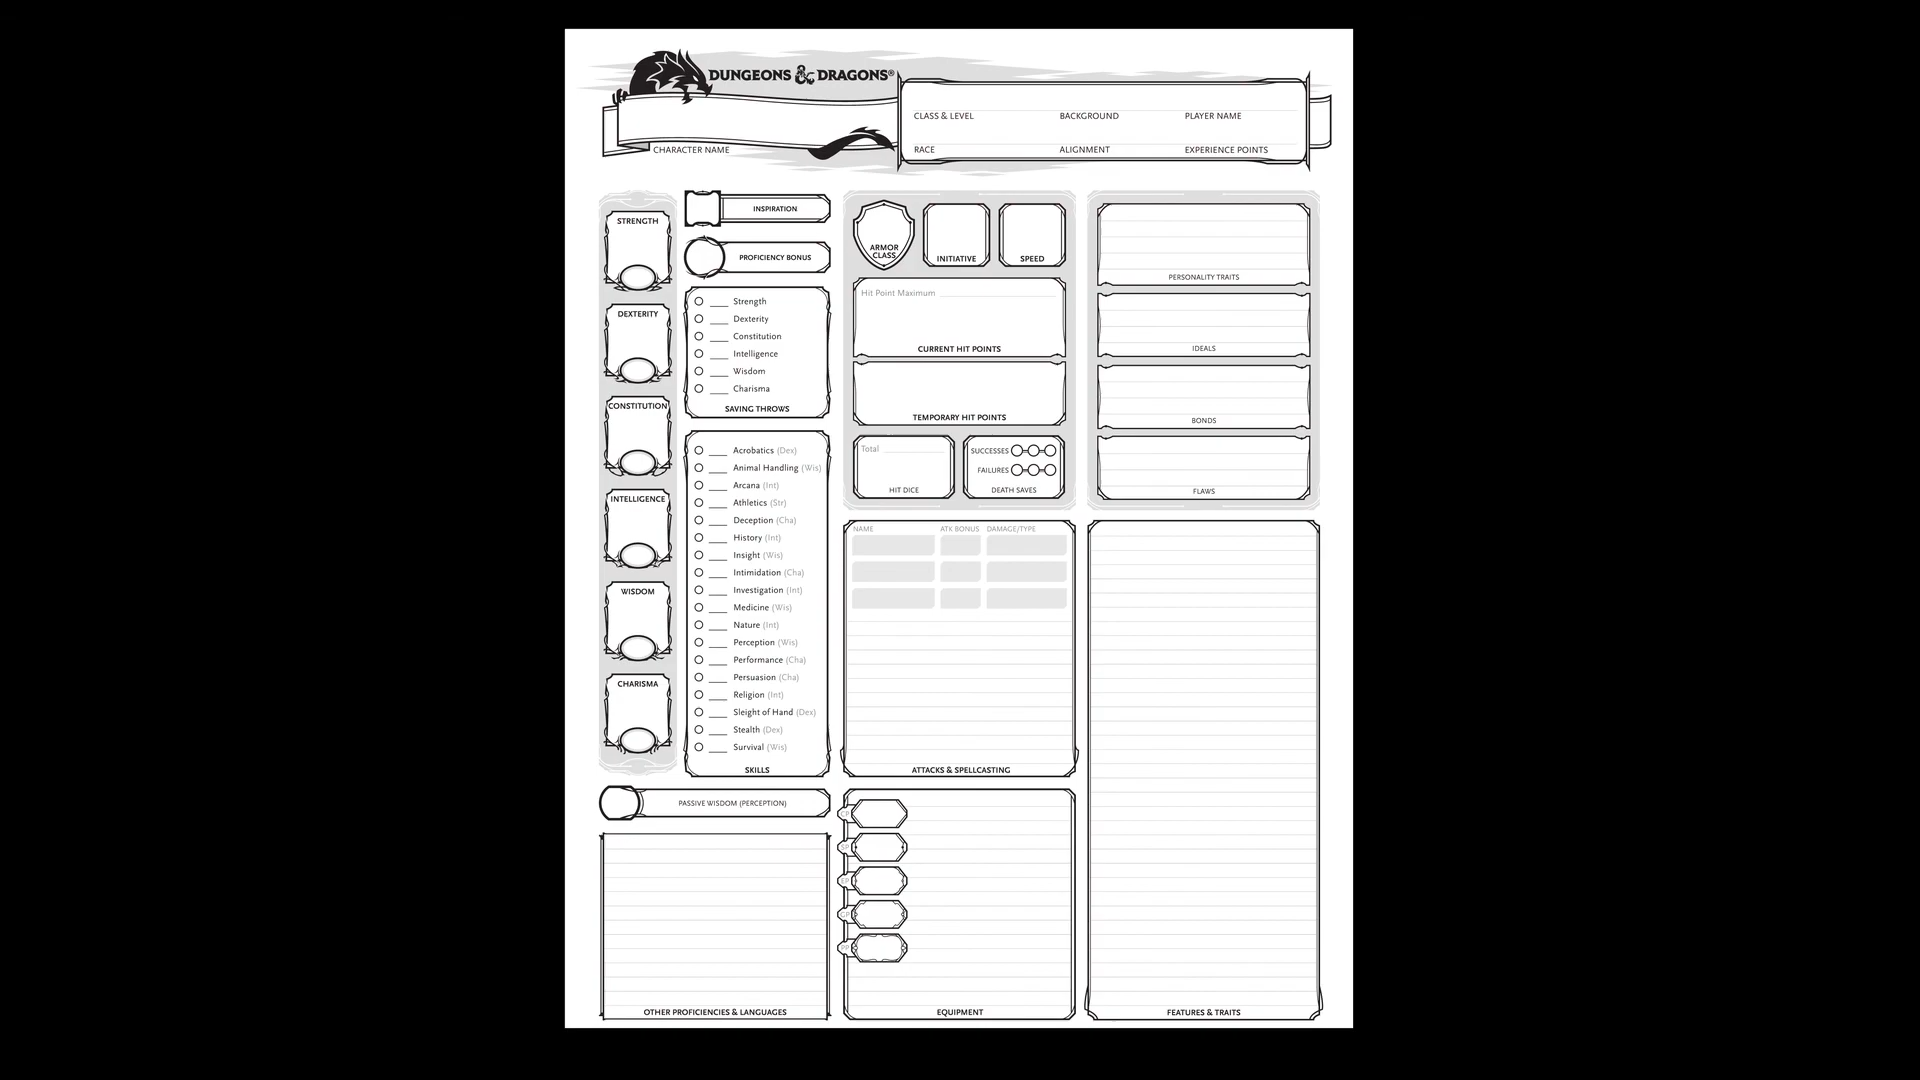 DUNGEONS & DRAGONS®
CHARACTER NAME
CLASS & LEVEL
BACKGROUND
PLAYER NAME
RACE
ALIGNMENT
EXPERIENCE POINTS
STRENGTH
DEXTERITY
CONSTITUTION
INTELLIGENCE
WISDOM
CHARISMA
INSPIRATION
PROFICIENCY BONUS
Strength
Dexterity
Constitution
Intelligence
Wisdom
Charisma
SAVING THROWS
Acrobatics (Dex)
Animal Handling (Wis)
Arcana (Int)
Athletics (Str)
Deception (Cha)
History (Int)
Insight (Wis)
Intimidation (Cha)
Investigation (Int)
Medicine (Wis)
Nature (Int)
Perception (Wis)
Performance (Cha)
Persuasion (Cha)
Religion (Int)
Sleight of Hand (Dex)
Stealth (Dex)
Survival (Wis)
SKILLS
PASSIVE WISDOM (PERCEPTION)
OTHER PROFICIENCIES & LANGUAGES
ARMOR
CLASS
INITIATIVE
SPEED
Hit Point Maximum
CURRENT HIT POINTS
TEMPORARY HIT POINTS
Total
HIT DICE
SUCCESSES
FAILURES
DEATH SAVES
NAME
ATK BONUS
DAMAGE/TYPE
ATTACKS & SPELLCASTING
CP
SP
EP
GP
PP
EQUIPMENT
PERSONALITY TRAITS
IDEALS
BONDS
FLAWS
FEATURES & TRAITS